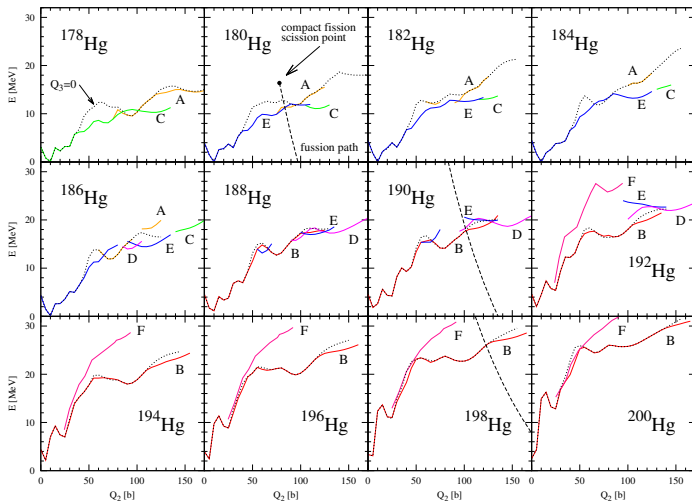 178Hg
Q3=0
A
C
180Hg
compact fission
scission point
A
E
C
fussion path
182Hg
A
E
C
184Hg
A
E
C
E [MeV]
30
20
10
0
186Hg
A
D
E
C
188Hg
E
B
D
190Hg
E
B
D
F
E
B
D
192Hg
E [MeV]
30
20
10
0
F
B
194Hg
F
B
196Hg
F
B
198Hg
F
B
200Hg
E [MeV]
30
20
10
0
0 50 100 150
0 50 100 150
0 50 100 150
0 50 100 150
Q2 [b]
Q2 [b]
Q2 [b]
Q2 [b]